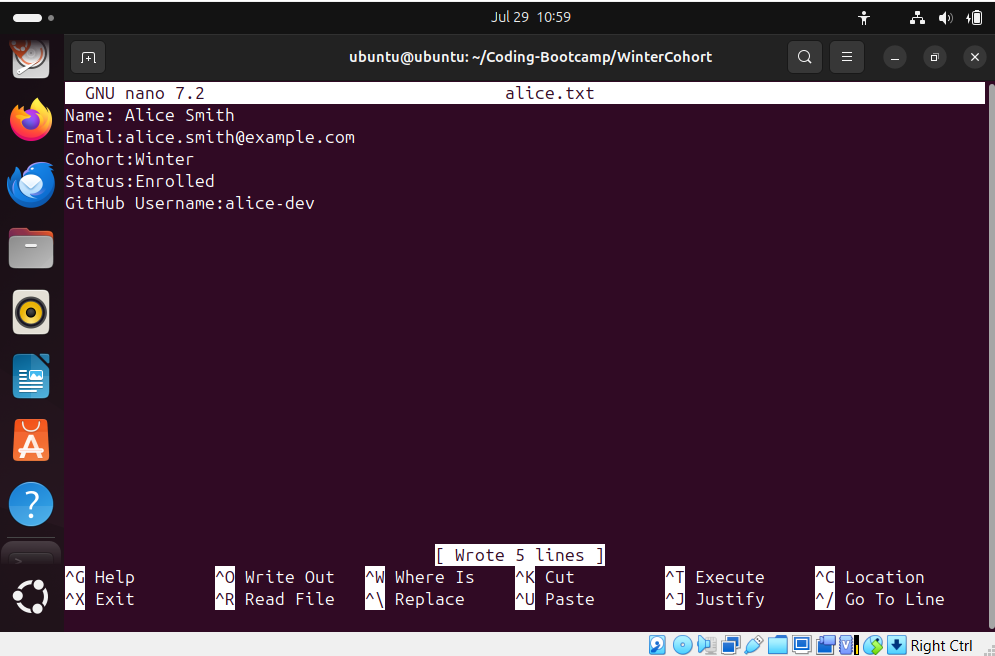 Jul 29 10:59
ubuntu@ubuntu: ~/Coding-Bootcamp/WinterCohort
GNU nano 7.2 alice.txt
Name: Alice Smith
Email:alice.smith@example.com
Cohort:Winter
Status:Enrolled
GitHub Username:alice-dev
[ Wrote 5 lines ]
^G Help ^O Write Out ^W Where Is ^K Cut ^T Execute ^C Location
^X Exit ^R Read File ^\ Replace ^U Paste ^J Justify ^/ Go To Line
Right Ctrl